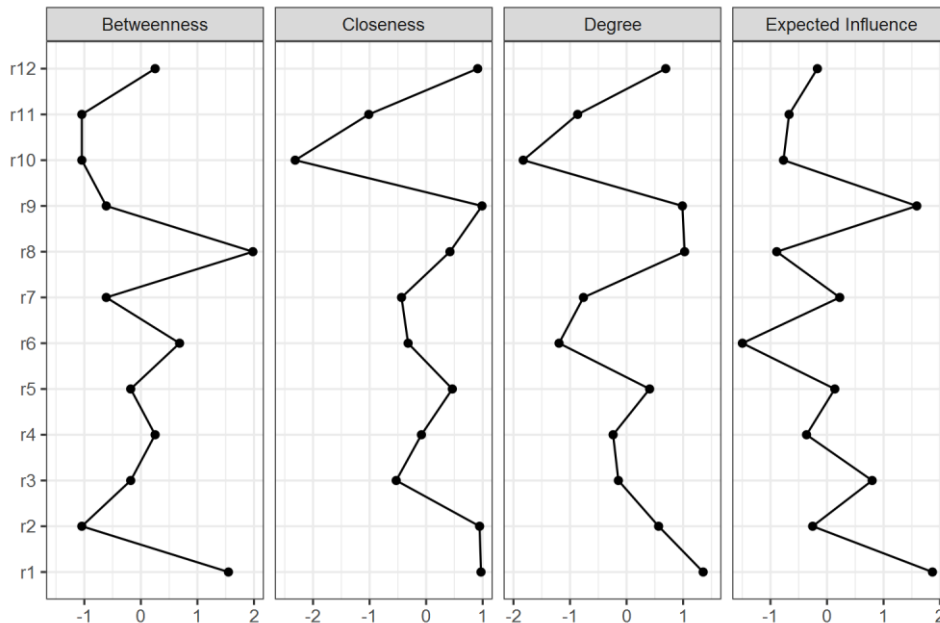 Betweenness Closeness Degree Expected Influence
r12
r11
r10
r9
r8
r7
r6
r5
r4
r3
r2
r1
-1 0 1 2 -2 -1 0 1 -2 -1 0 1 -1 0 1 2